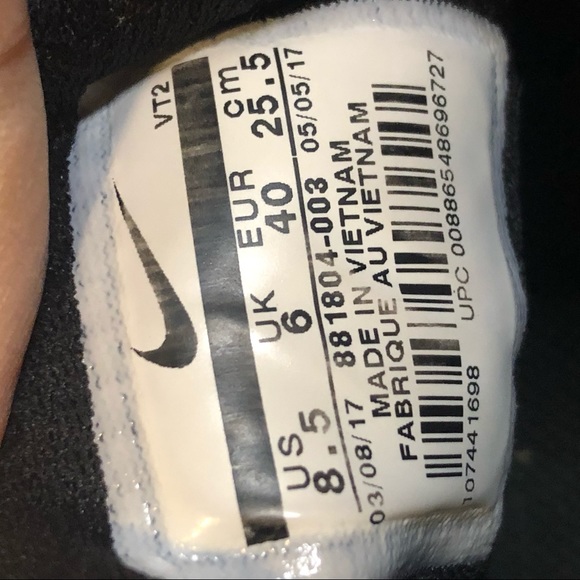 VT2
US UK EUR cm
8.5 6 40 25.5
03/08/17 881804-003 05/05/17
MADE IN VIETNAM
FABRIQUE AU VIETNAM
107441698 UPC 00886548696727